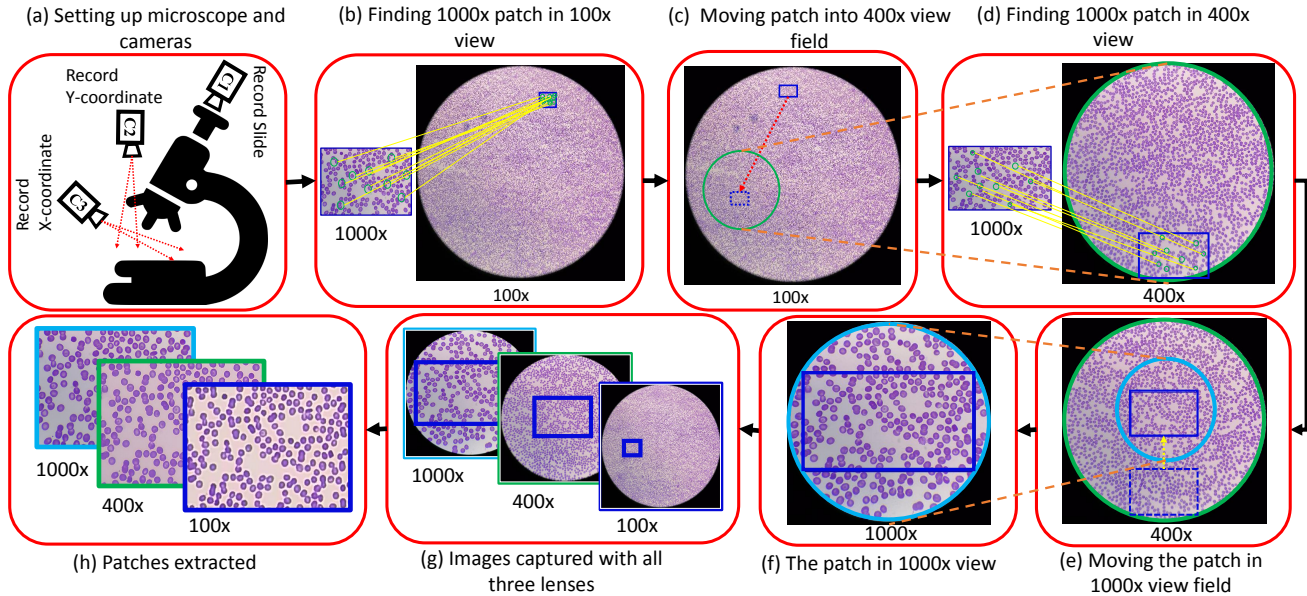 (a) Setting up microscope and
cameras
(b) Finding 1000x patch in 100x
view
(c) Moving patch into 400x view
field
(d) Finding 1000x patch in 400x
view
Record
Y-coordinate
C1
Record Slide
C2
C3
Record
X-coordinate
1000x
100x
100x
1000x
400x
1000x
400x
100x
1000x
400x
100x
1000x
400x
(h) Patches extracted
(g) Images captured with all
three lenses
(f) The patch in 1000x view
(e) Moving the patch in
1000x view field